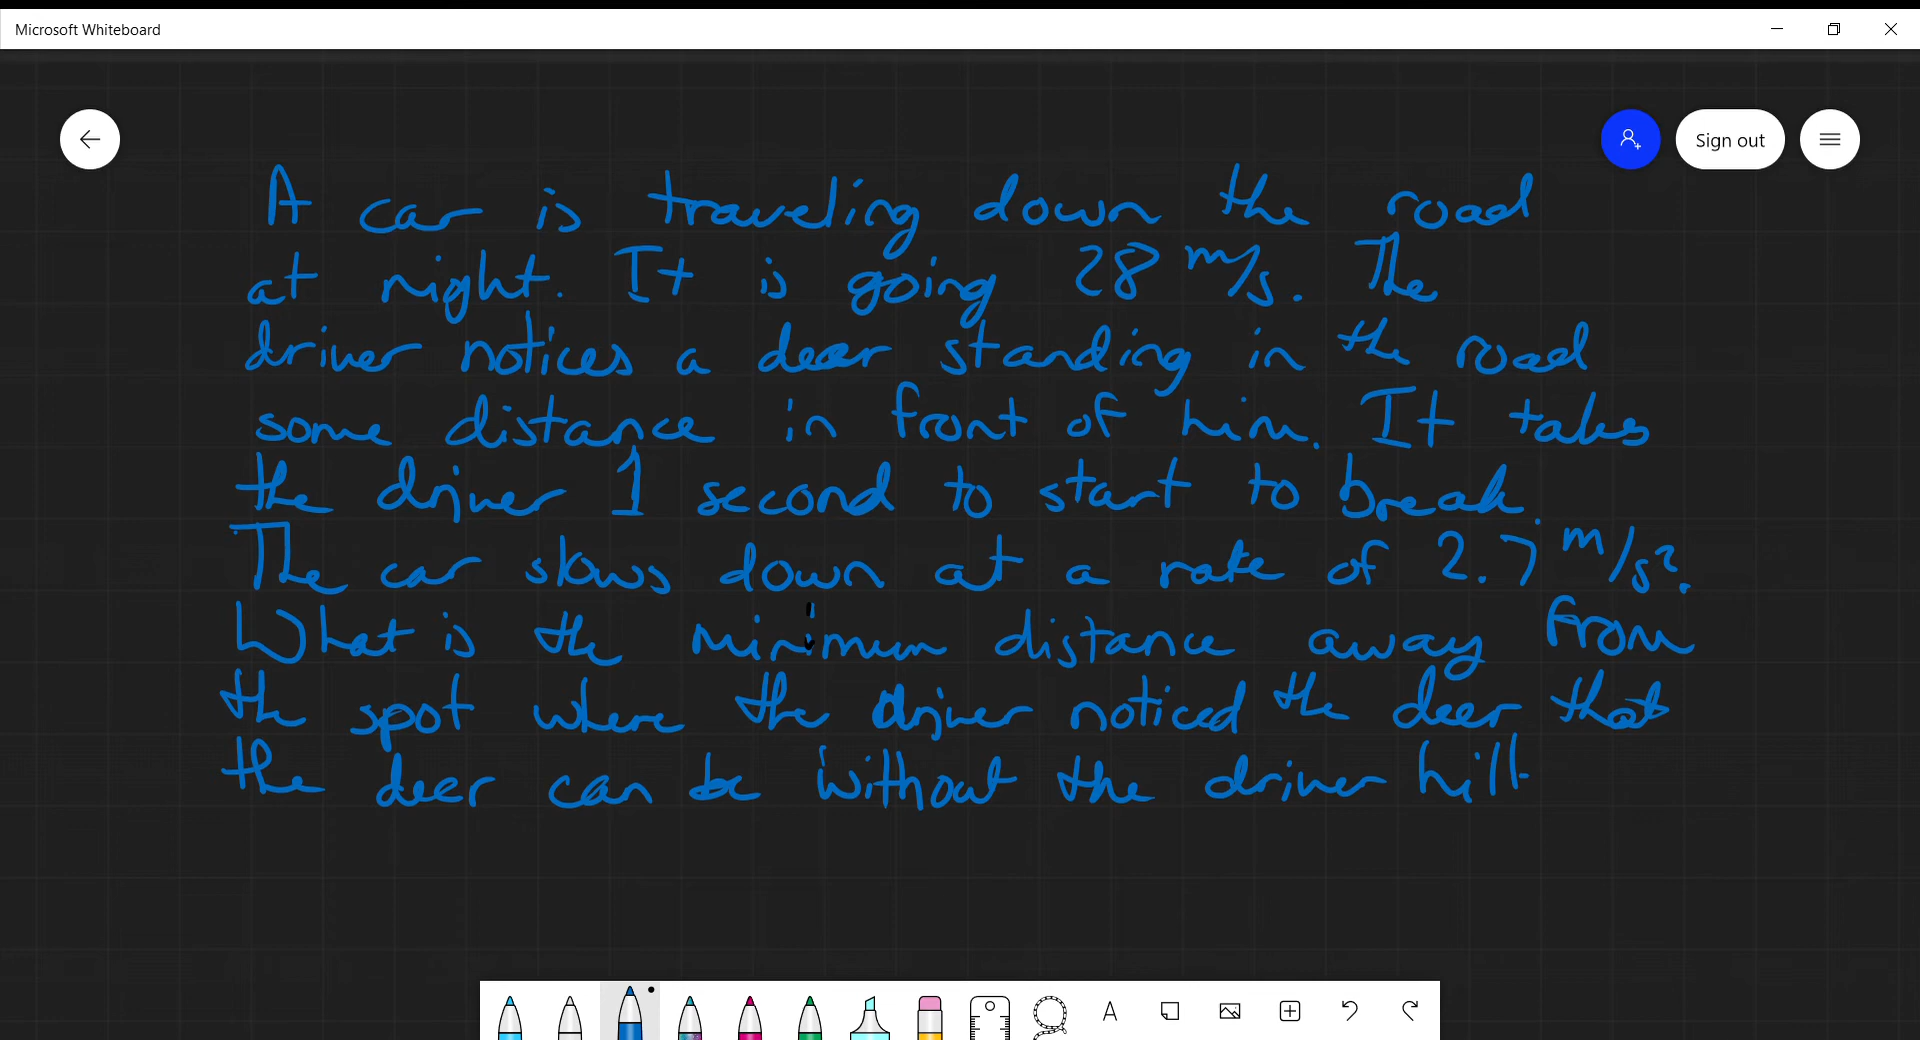 Microsoft Whiteboard
Sign out
A car is traveling down the road
at night. It is going 28 m/s. The
driver notices a deer standing in the road
some distance in front of him. It takes
the driver 1 second to start to break.
The car slows down at a rate of 2.7 m/s².
What is the minimum distance away from
the spot where the driver noticed the deer that
the deer can be without the driver hitt
A